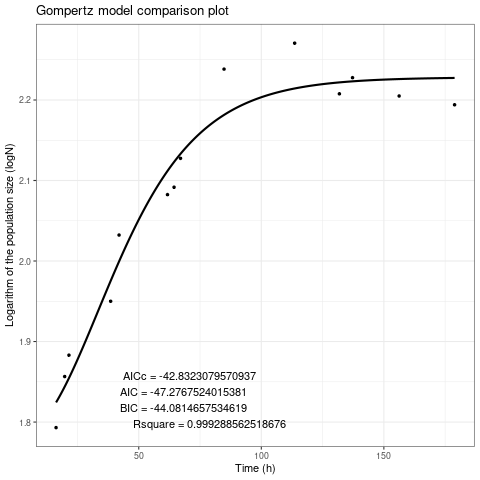 Gompertz model comparison plot
Logarithm of the population size (logN)
2.2
2.1
2.0
1.9
1.8
AICc = -42.8323079570937
AIC = -47.2767524015381
BIC = -44.0814657534619
Rsquare = 0.999288562518676
50
100
150
Time (h)